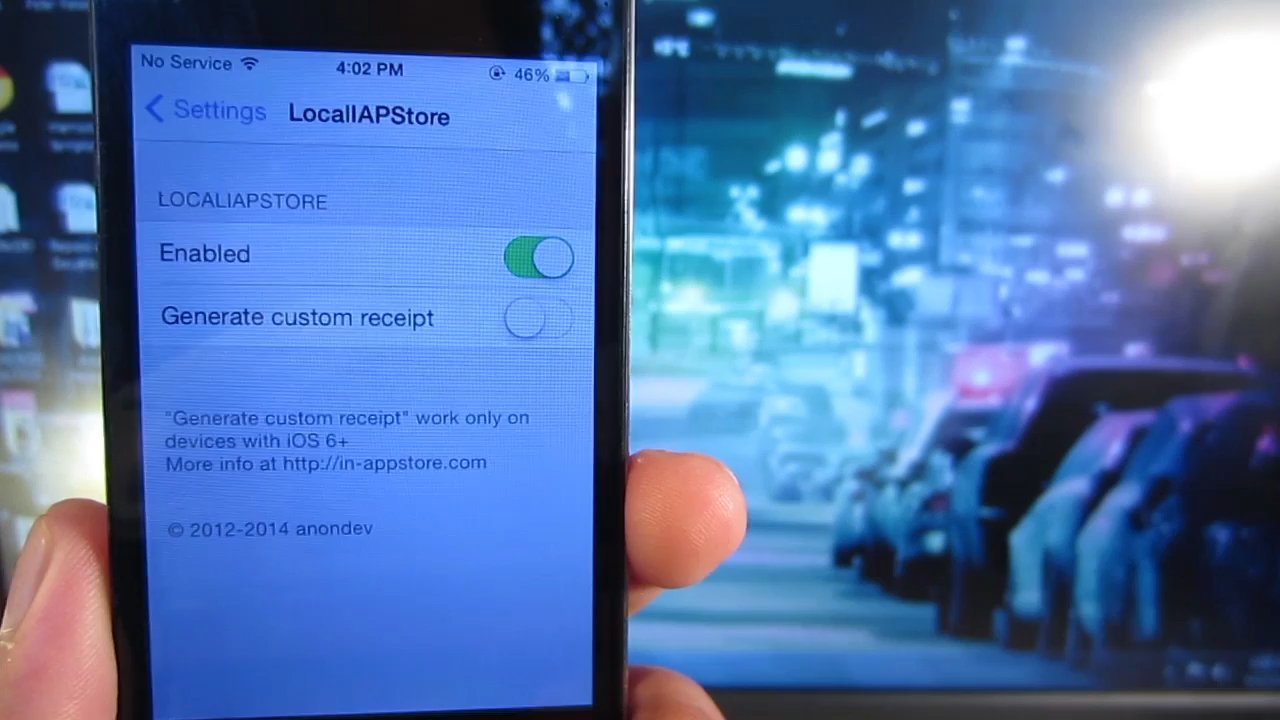 No Service 4:02 PM 46%
Settings LocalIAPStore
LOCALIAPSTORE
Enabled
Generate custom receipt
"Generate custom receipt" work only on
devices with iOS 6+
More info at http://in-appstore.com
© 2012-2014 anondev